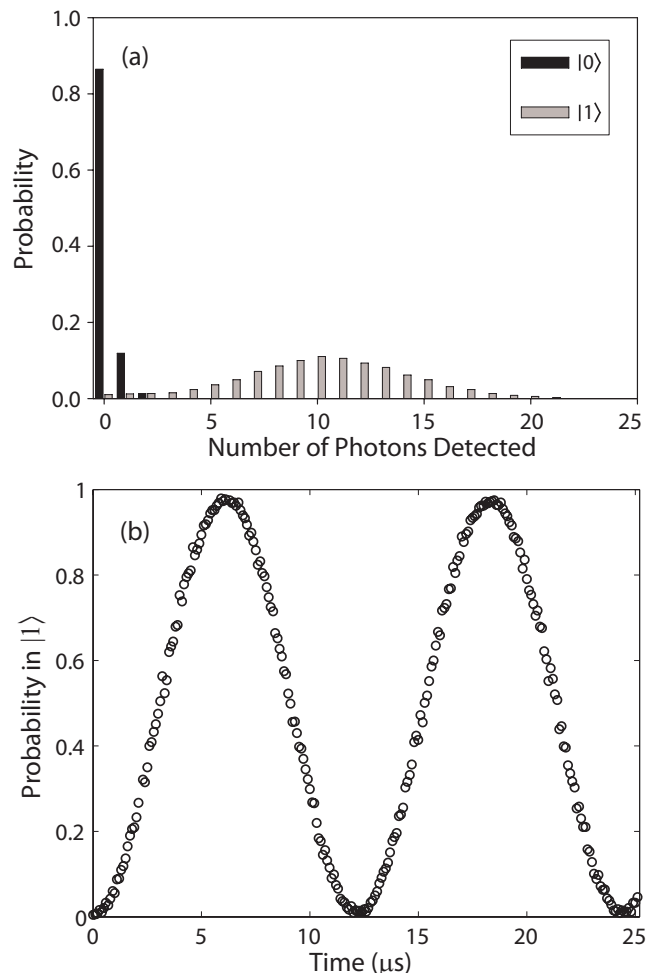 1.0
(a)
|0⟩
0.8
|1⟩
Probability
0.6
0.4
0.2
0.0
0 5 10 15 20 25
Number of Photons Detected
1
(b)
0.8
Probability in |1⟩
0.6
0.4
0.2
0
0 5 10 15 20 25
Time (μs)